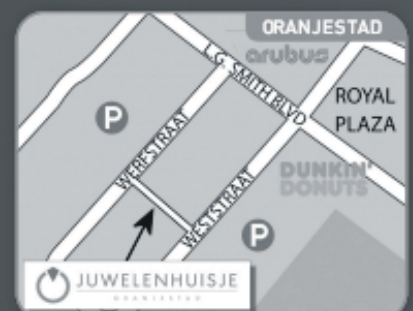 ORANJESTAD
arubus
L.G. SMITH BLVD
ROYAL
PLAZA
P
WERFSTRAAT
DUNKIN'
DONUTS
WESTSTRAAT
P
JUWELENHUISJE
ORANJESTAD